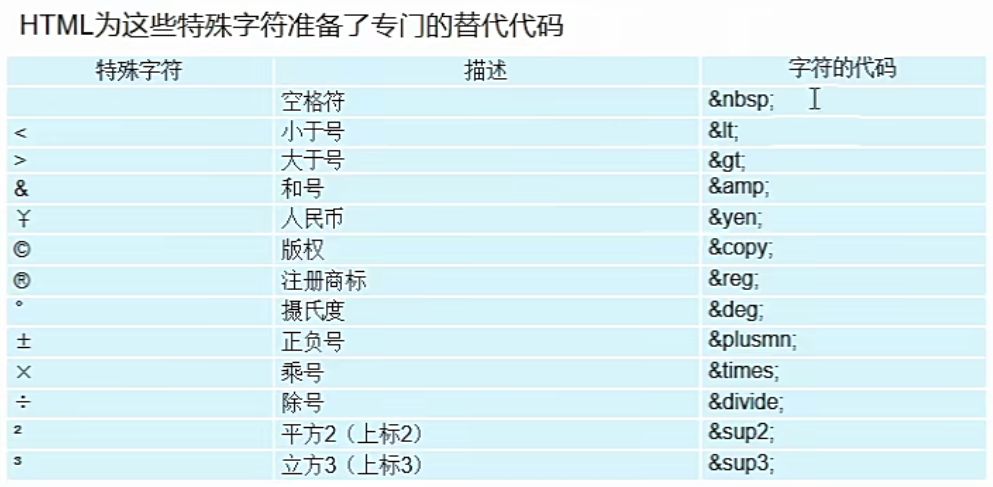 HTML为这些特殊字符准备了专门的替代代码
特殊字符 描述 字符的代码
空格符 &nbsp;
< 小于号 &lt;
> 大于号 &gt;
& 和号 &amp;
¥ 人民币 &yen;
© 版权 &copy;
® 注册商标 &reg;
° 摄氏度 &deg;
± 正负号 &plusmn;
× 乘号 &times;
÷ 除号 &divide;
² 平方2（上标2） &sup2;
³ 立方3（上标3） &sup3;